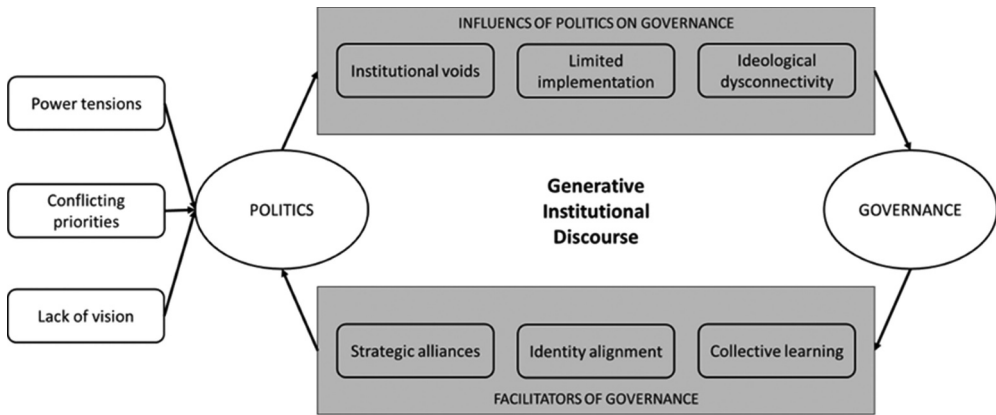 INFLUENCS OF POLITICS ON GOVERNANCE
Institutional voids
Limited
implementation
Ideological
dysconnectivity
Power tensions
Conflicting
priorities
Lack of vision
POLITICS
Generative
Institutional
Discourse
GOVERNANCE
Strategic alliances
Identity alignment
Collective learning
FACILITATORS OF GOVERNANCE